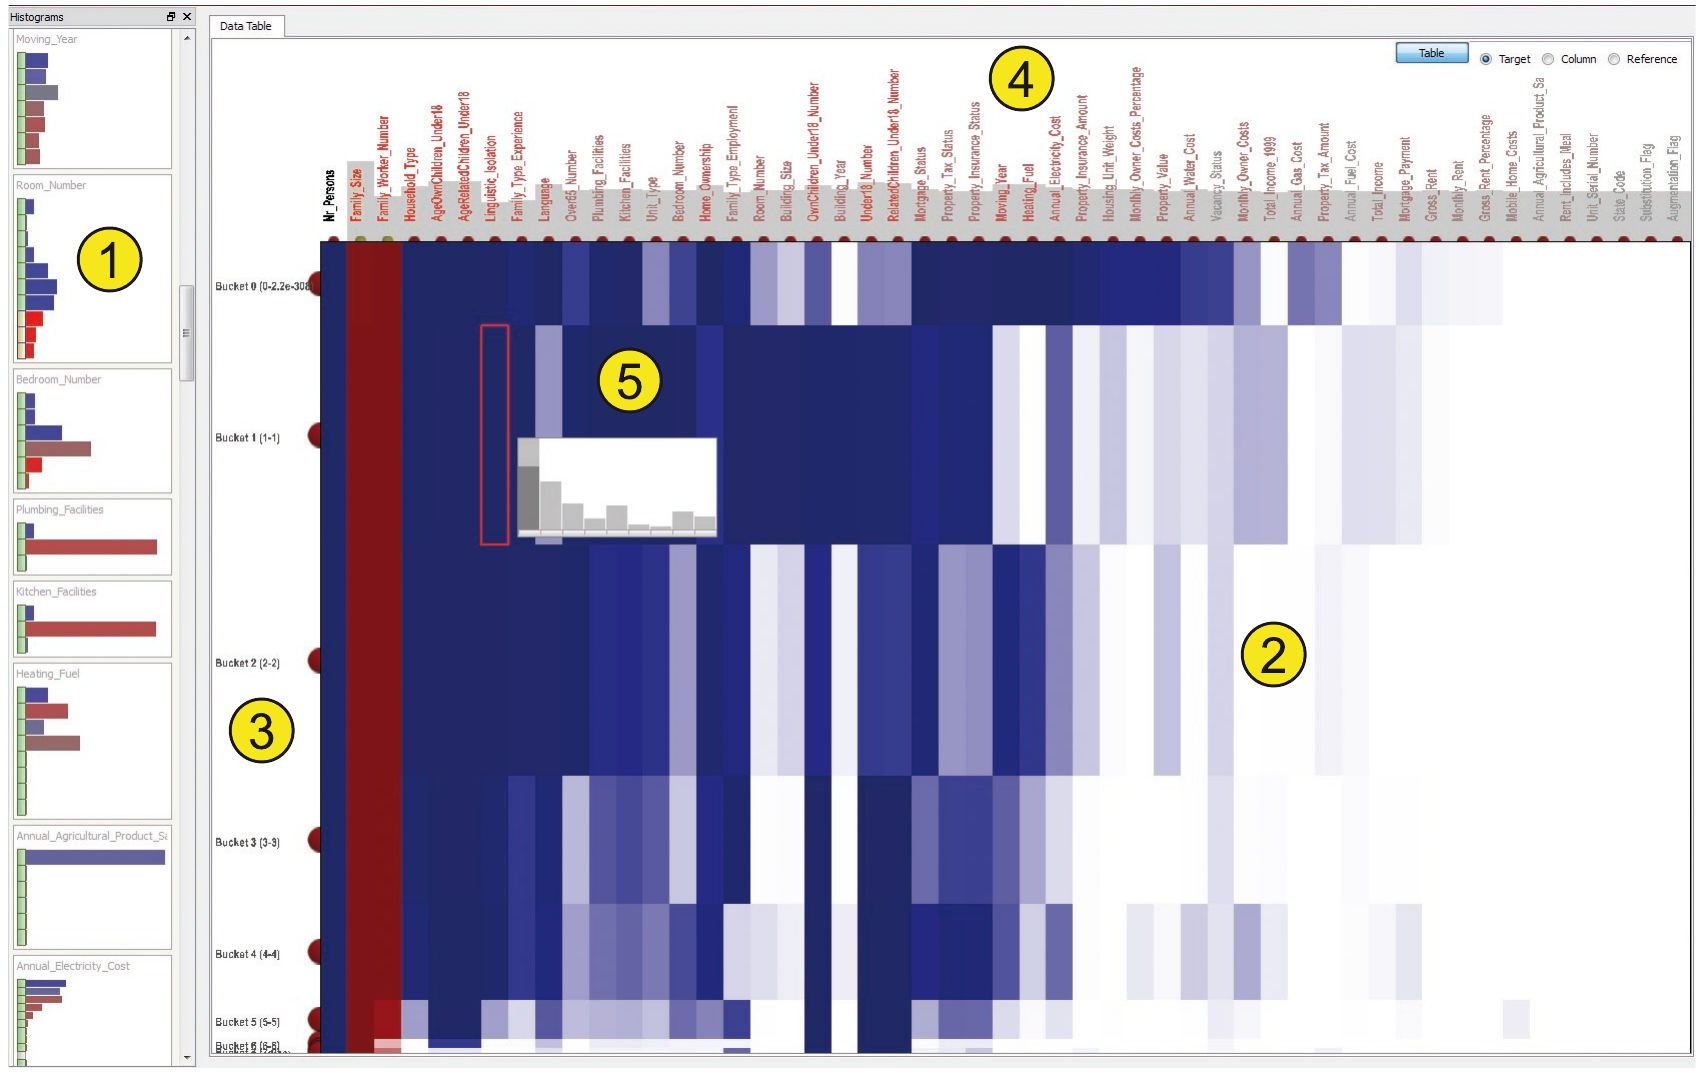 Histograms
Moving_Year
Room_Number
1
Bedroom_Number
Plumbing_Facilities
Kitchen_Facilities
Heating_Fuel
Annual_Agricultural_Product_Sa
Annual_Electricity_Cost
Data Table
Table
Target
Column
Reference
4
Nr_Persons
Family_Size
Family_Worker_Number
Household_Type
AgeOwnChildren_Under18
AgeRelatedChildren_Under18
Linguistic_Isolation
Family_Type_Experience
Language
Over65_Number
Plumbing_Facilities
Kitchen_Facilities
Unit_Type
Bedroom_Number
Home_Ownership
Family_Type_Employment
Room_Number
Building_Size
OwnChildren_Under18_Number
Building_Year
Under18_Number
RelatedChildren_Under18_Number
Mortgage_Status
Property_Tax_Status
Property_Insurance_Status
Moving_Year
Heating_Fuel
Annual_Electricity_Cost
Property_Insurance_Amount
Housing_Unit_Weight
Monthly_Owner_Costs_Percentage
Property_Value
Annual_Water_Cost
Vacancy_Status
Monthly_Owner_Costs
Total_Income_1999
Annual_Gas_Cost
Property_Tax_Amount
Annual_Fuel_Cost
Total_Income
Mortgage_Payment
Gross_Rent
Monthly_Rent
Gross_Rent_Percentage
Mobile_Home_Costs
Annual_Agricultural_Product_Sa
Rent_Includes_Meal
Unit_Serial_Number
State_Code
Substitution_Flag
Augmentation_Flag
Bucket 0 (0-2.2e-308)
Bucket 1 (1-1)
5
Bucket 2 (2-2)
2
3
Bucket 3 (3-3)
Bucket 4 (4-4)
Bucket 5 (5-5)
Bucket 6 (6-6)